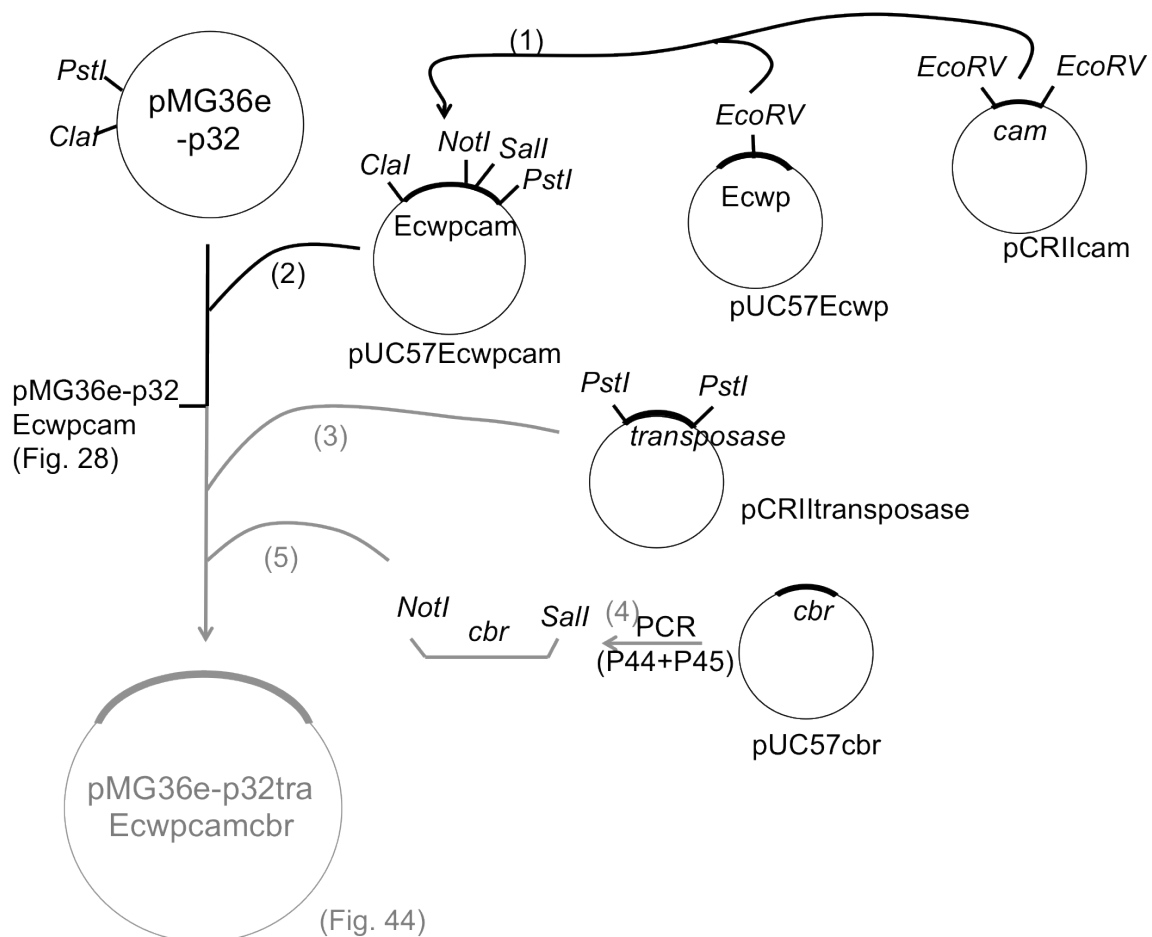 (1)
PstI
ClaI
pMG36e
-p32
EcoRV
EcoRV
cam
pCRIIcam
EcoRV
Ecwp
pUC57Ecwp
ClaI
NotI
SalI
PstI
Ecwpcam
pUC57Ecwpcam
(2)
pMG36e-p32
Ecwpcam
(Fig. 28)
(3)
PstI
PstI
transposase
pCRIItransposase
(5)
NotI
cbr
SalI
(4)
PCR
(P44+P45)
cbr
pUC57cbr
pMG36e-p32tra
Ecwpcamcbr
(Fig. 44)